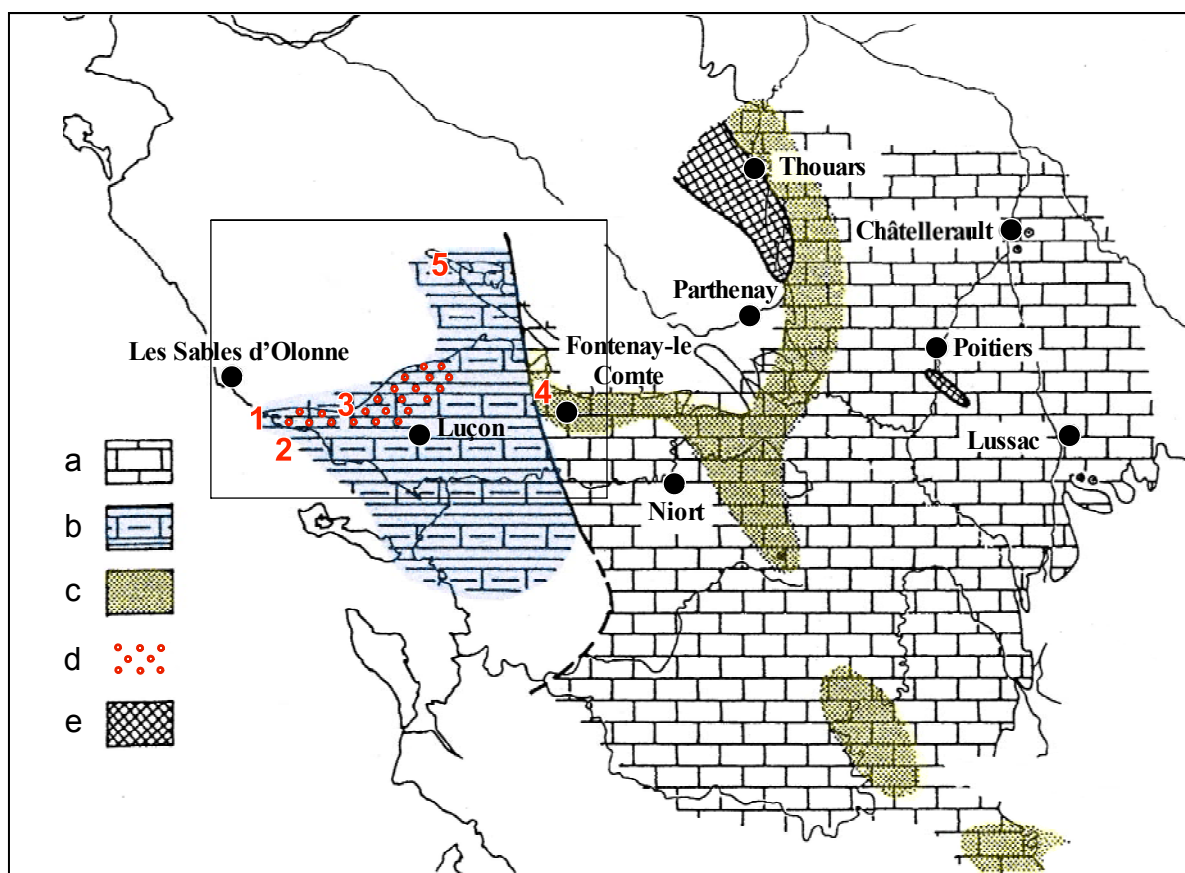 Thouars
Châtellerault
5
Parthenay
Les Sables d'Olonne
Fontenay-le
Comte
Poitiers
1
3
4
2
Luçon
Lussac
Niort
a
b
c
d
e